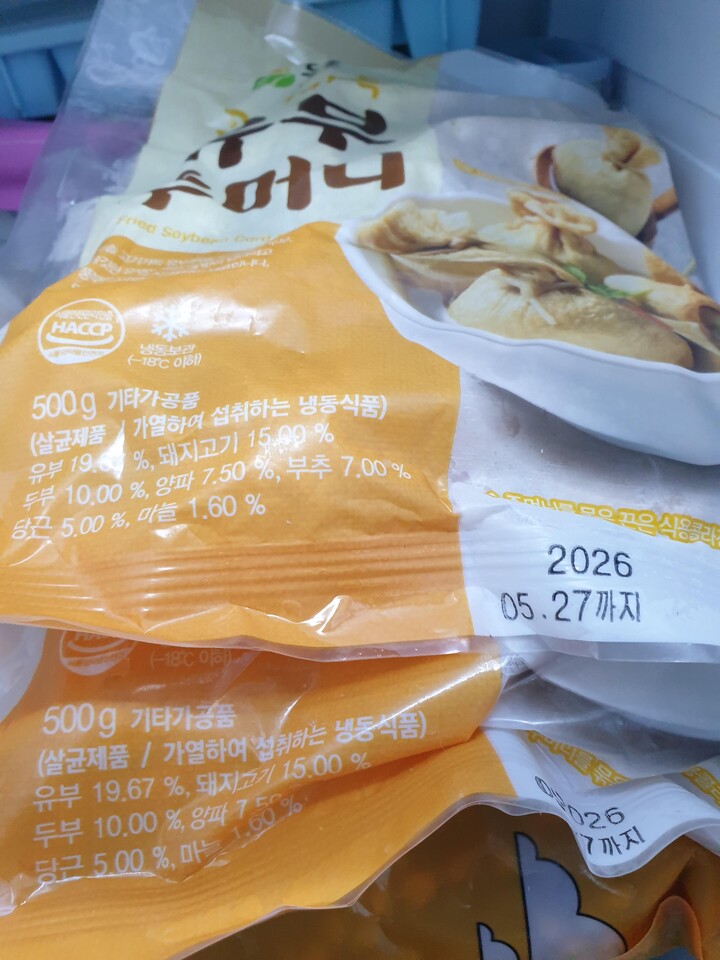 주머니
Fried Soybean
HACCP
냉동보관
(-18℃ 이하)
500g 기타가공품
(살균제품 / 가열하여 섭취하는 냉동식품)
유부 19.67 %, 돼지고기 15.00 %
두부 10.00 %, 양파 7.50 %, 부추 7.00 %
당근 5.00 %, 마늘 1.60 %
2026
05.27까지
HACCP
(-18℃ 이하)
500g 기타가공품
(살균제품 / 가열하여 섭취하는 냉동식품)
유부 19.67 %, 돼지고기 15.00 %
두부 10.00 %, 양파
당근 5.00 %, 1.60 %
026
7까지